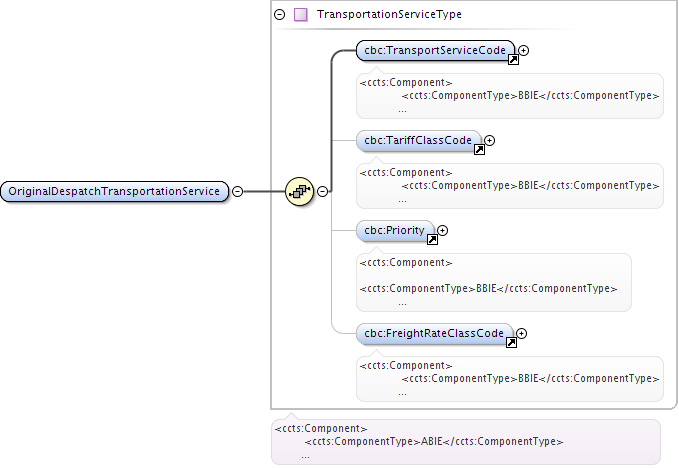 TransportationServiceType
cbc:TransportServiceCode
<ccts:Component>
<ccts:ComponentType>BBIE</ccts:ComponentType>
...
cbc:TariffClassCode
<ccts:Component>
<ccts:ComponentType>BBIE</ccts:ComponentType>
...
OriginalDespatchTransportationService
cbc:Priority
<ccts:Component>
<ccts:ComponentType>BBIE</ccts:ComponentType>
...
cbc:FreightRateClassCode
<ccts:Component>
<ccts:ComponentType>BBIE</ccts:ComponentType>
...
<ccts:Component>
<ccts:ComponentType>ABIE</ccts:ComponentType>
...